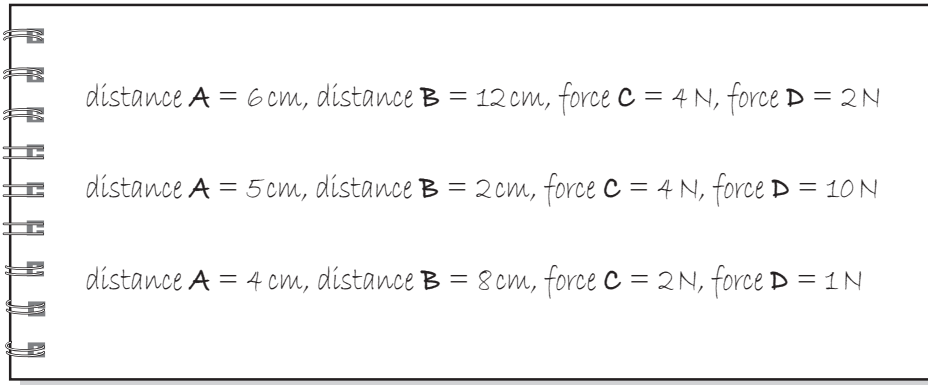 distance A = 6 cm, distance B = 12 cm, force C = 4 N, force D = 2 N
distance A = 5 cm, distance B = 2 cm, force C = 4 N, force D = 10 N
distance A = 4 cm, distance B = 8 cm, force C = 2 N, force D = 1 N